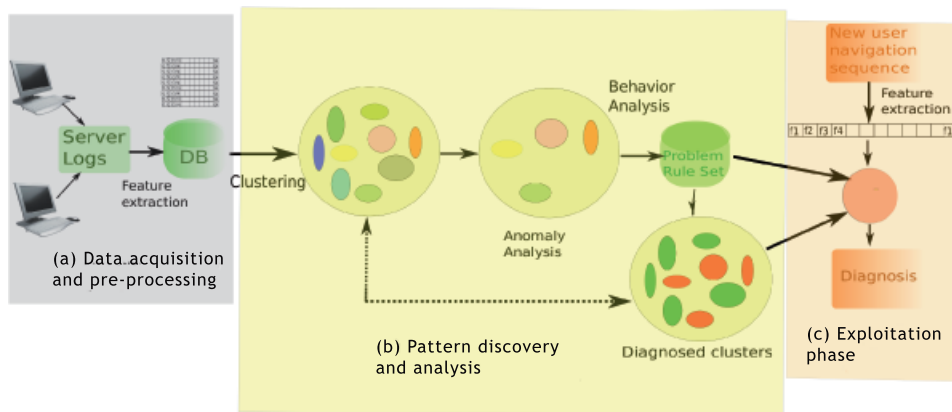 Server
Logs
DB
Feature
extraction
(a) Data acquisition
and pre-processing
Clustering
Anomaly
Analysis
Behavior
Analysis
Problem
Rule Set
Diagnosed clusters
(b) Pattern discovery
and analysis
New user
navigation
sequence
Feature
extraction
f1 f2 f3 f4
Diagnosis
(c) Exploitation
phase